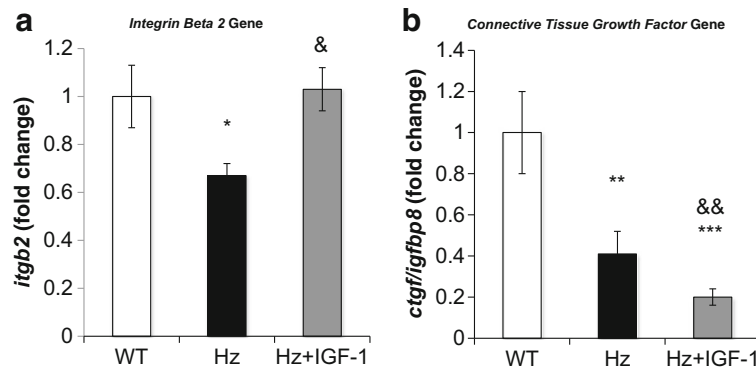 a
Integrin Beta 2 Gene
itgb2 (fold change)
1.2
1
0.8
0.6
0.4
0.2
0
*
&
WT
Hz
Hz+IGF-1
b
Connective Tissue Growth Factor Gene
ctgf/igfbp8 (fold change)
1.4
1.2
1
0.8
0.6
0.4
0.2
0
**
&&
***
WT
Hz
Hz+IGF-1